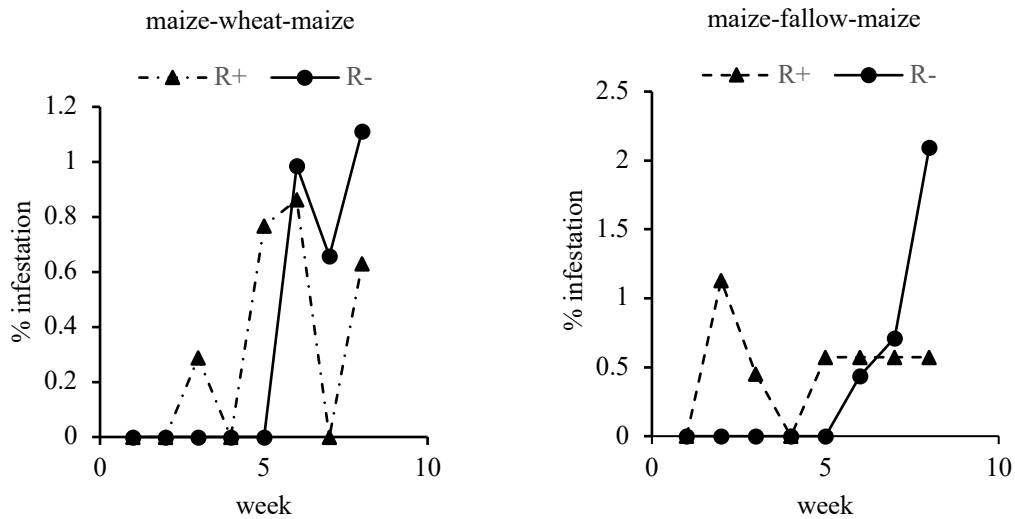 maize-wheat-maize
R+ R-
1.2
1
0.8
0.6
0.4
0.2
0
0 5 10
% infestation
week
maize-fallow-maize
R+ R-
2.5
2
1.5
1
0.5
0
0 5 10
% infestation
week